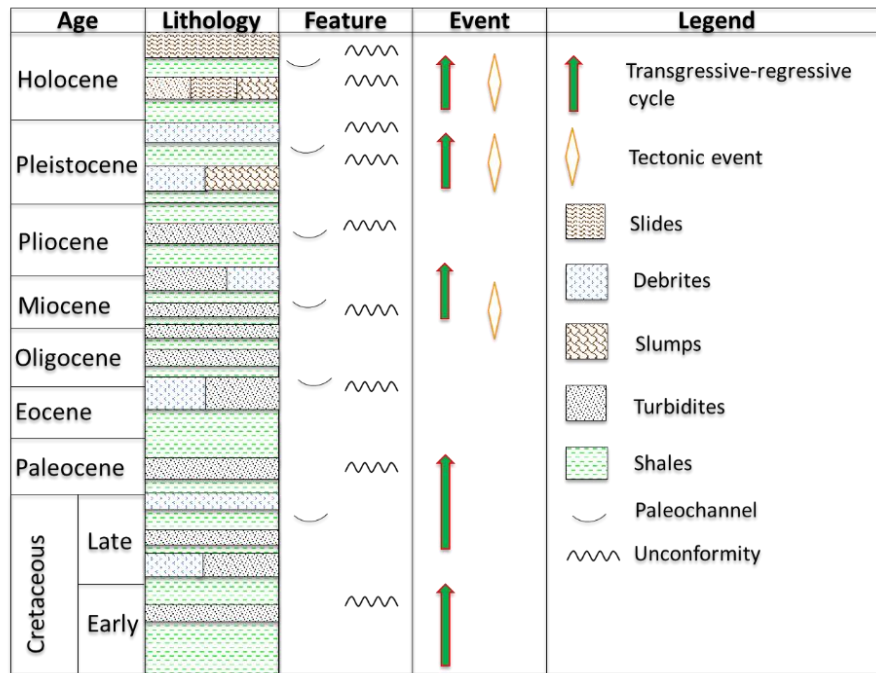 Age Lithology Feature Event Legend
Holocene
Pleistocene
Pliocene
Miocene
Oligocene
Eocene
Paleocene
Cretaceous
Late
Early
Transgressive-regressive
cycle
Tectonic event
Slides
Debrites
Slumps
Turbidites
Shales
Paleochannel
Unconformity